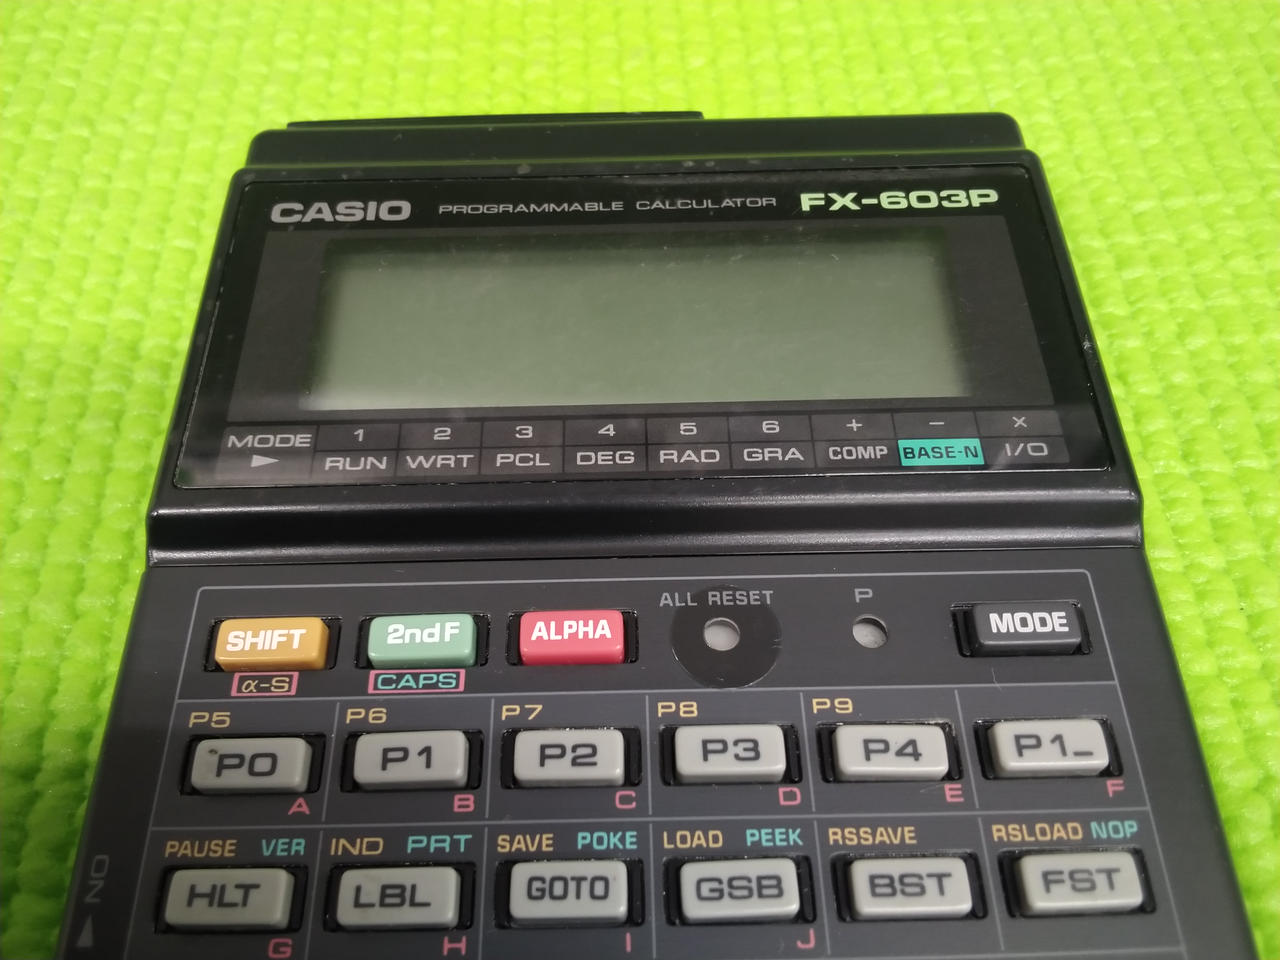 CASIO PROGRAMMABLE CALCULATOR FX-603P
MODE 1 2 3 4 5 6 + − ×
► RUN WRT PCL DEG RAD GRA COMP BASE-N I/O
ALL RESET P
SHIFT 2ndF ALPHA MODE
α-S CAPS
P5 P6 P7 P8 P9
P0 P1 P2 P3 P4 P1_
A B C D E F
PAUSE VER IND PRT SAVE POKE LOAD PEEK RSSAVE RSLOAD NOP
HLT LBL GOTO GSB BST FST
G H I J
► ON